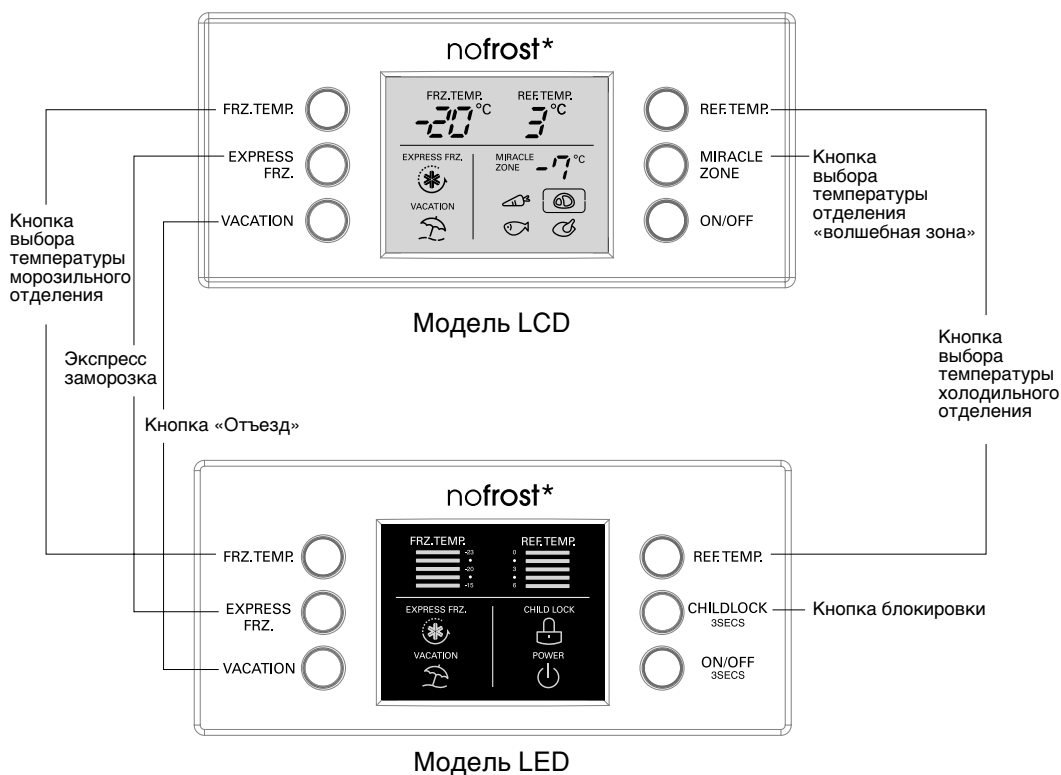 nofrost*
FRZ.TEMP.
EXPRESS
FRZ.
VACATION
FRZ.TEMP. REF.TEMP.
-20 °C 3 °C
EXPRESS FRZ.
MIRACLE
ZONE -7 °C
VACATION
REF.TEMP.
MIRACLE
ZONE
ON/OFF
Кнопка
выбора
температуры
отделения
«волшебная зона»
Кнопка
выбора
температуры
морозильного
отделения
Модель LCD
Экспресс
заморозка
Кнопка
выбора
температуры
холодильного
отделения
Кнопка «Отъезд»
nofrost*
FRZ.TEMP.
EXPRESS
FRZ.
VACATION
FRZ.TEMP. REF.TEMP.
-23 0
-20 3
-15 6
EXPRESS FRZ. CHILD LOCK
VACATION POWER
REF.TEMP.
CHILDLOCK
3SECS
ON/OFF
3SECS
Кнопка блокировки
Модель LED